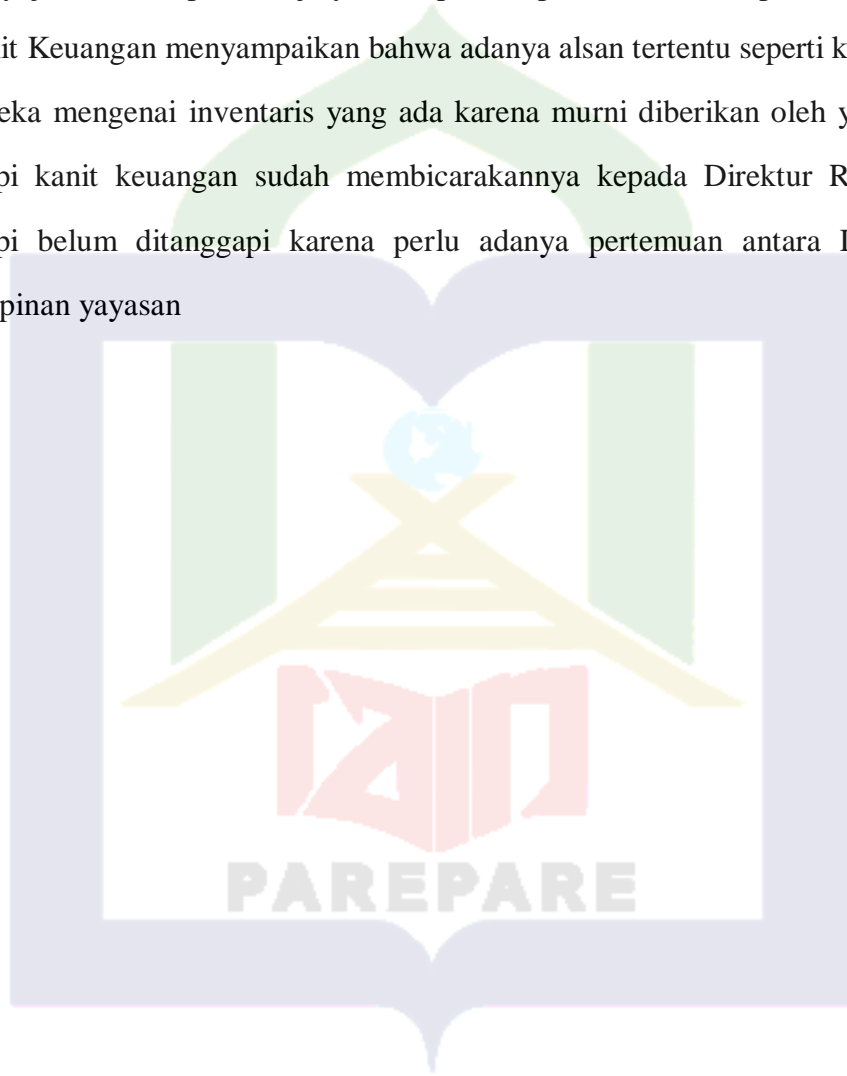 it Keuangan menyampaikan bahwa adanya alsan tertentu seperti k
eka mengenai inventaris yang ada karena murni diberikan oleh y
pi kanit keuangan sudah membicarakannya kepada Direktur R
pi belum ditanggapi karena perlu adanya pertemuan antara
pinan yayasan
PAREPARE